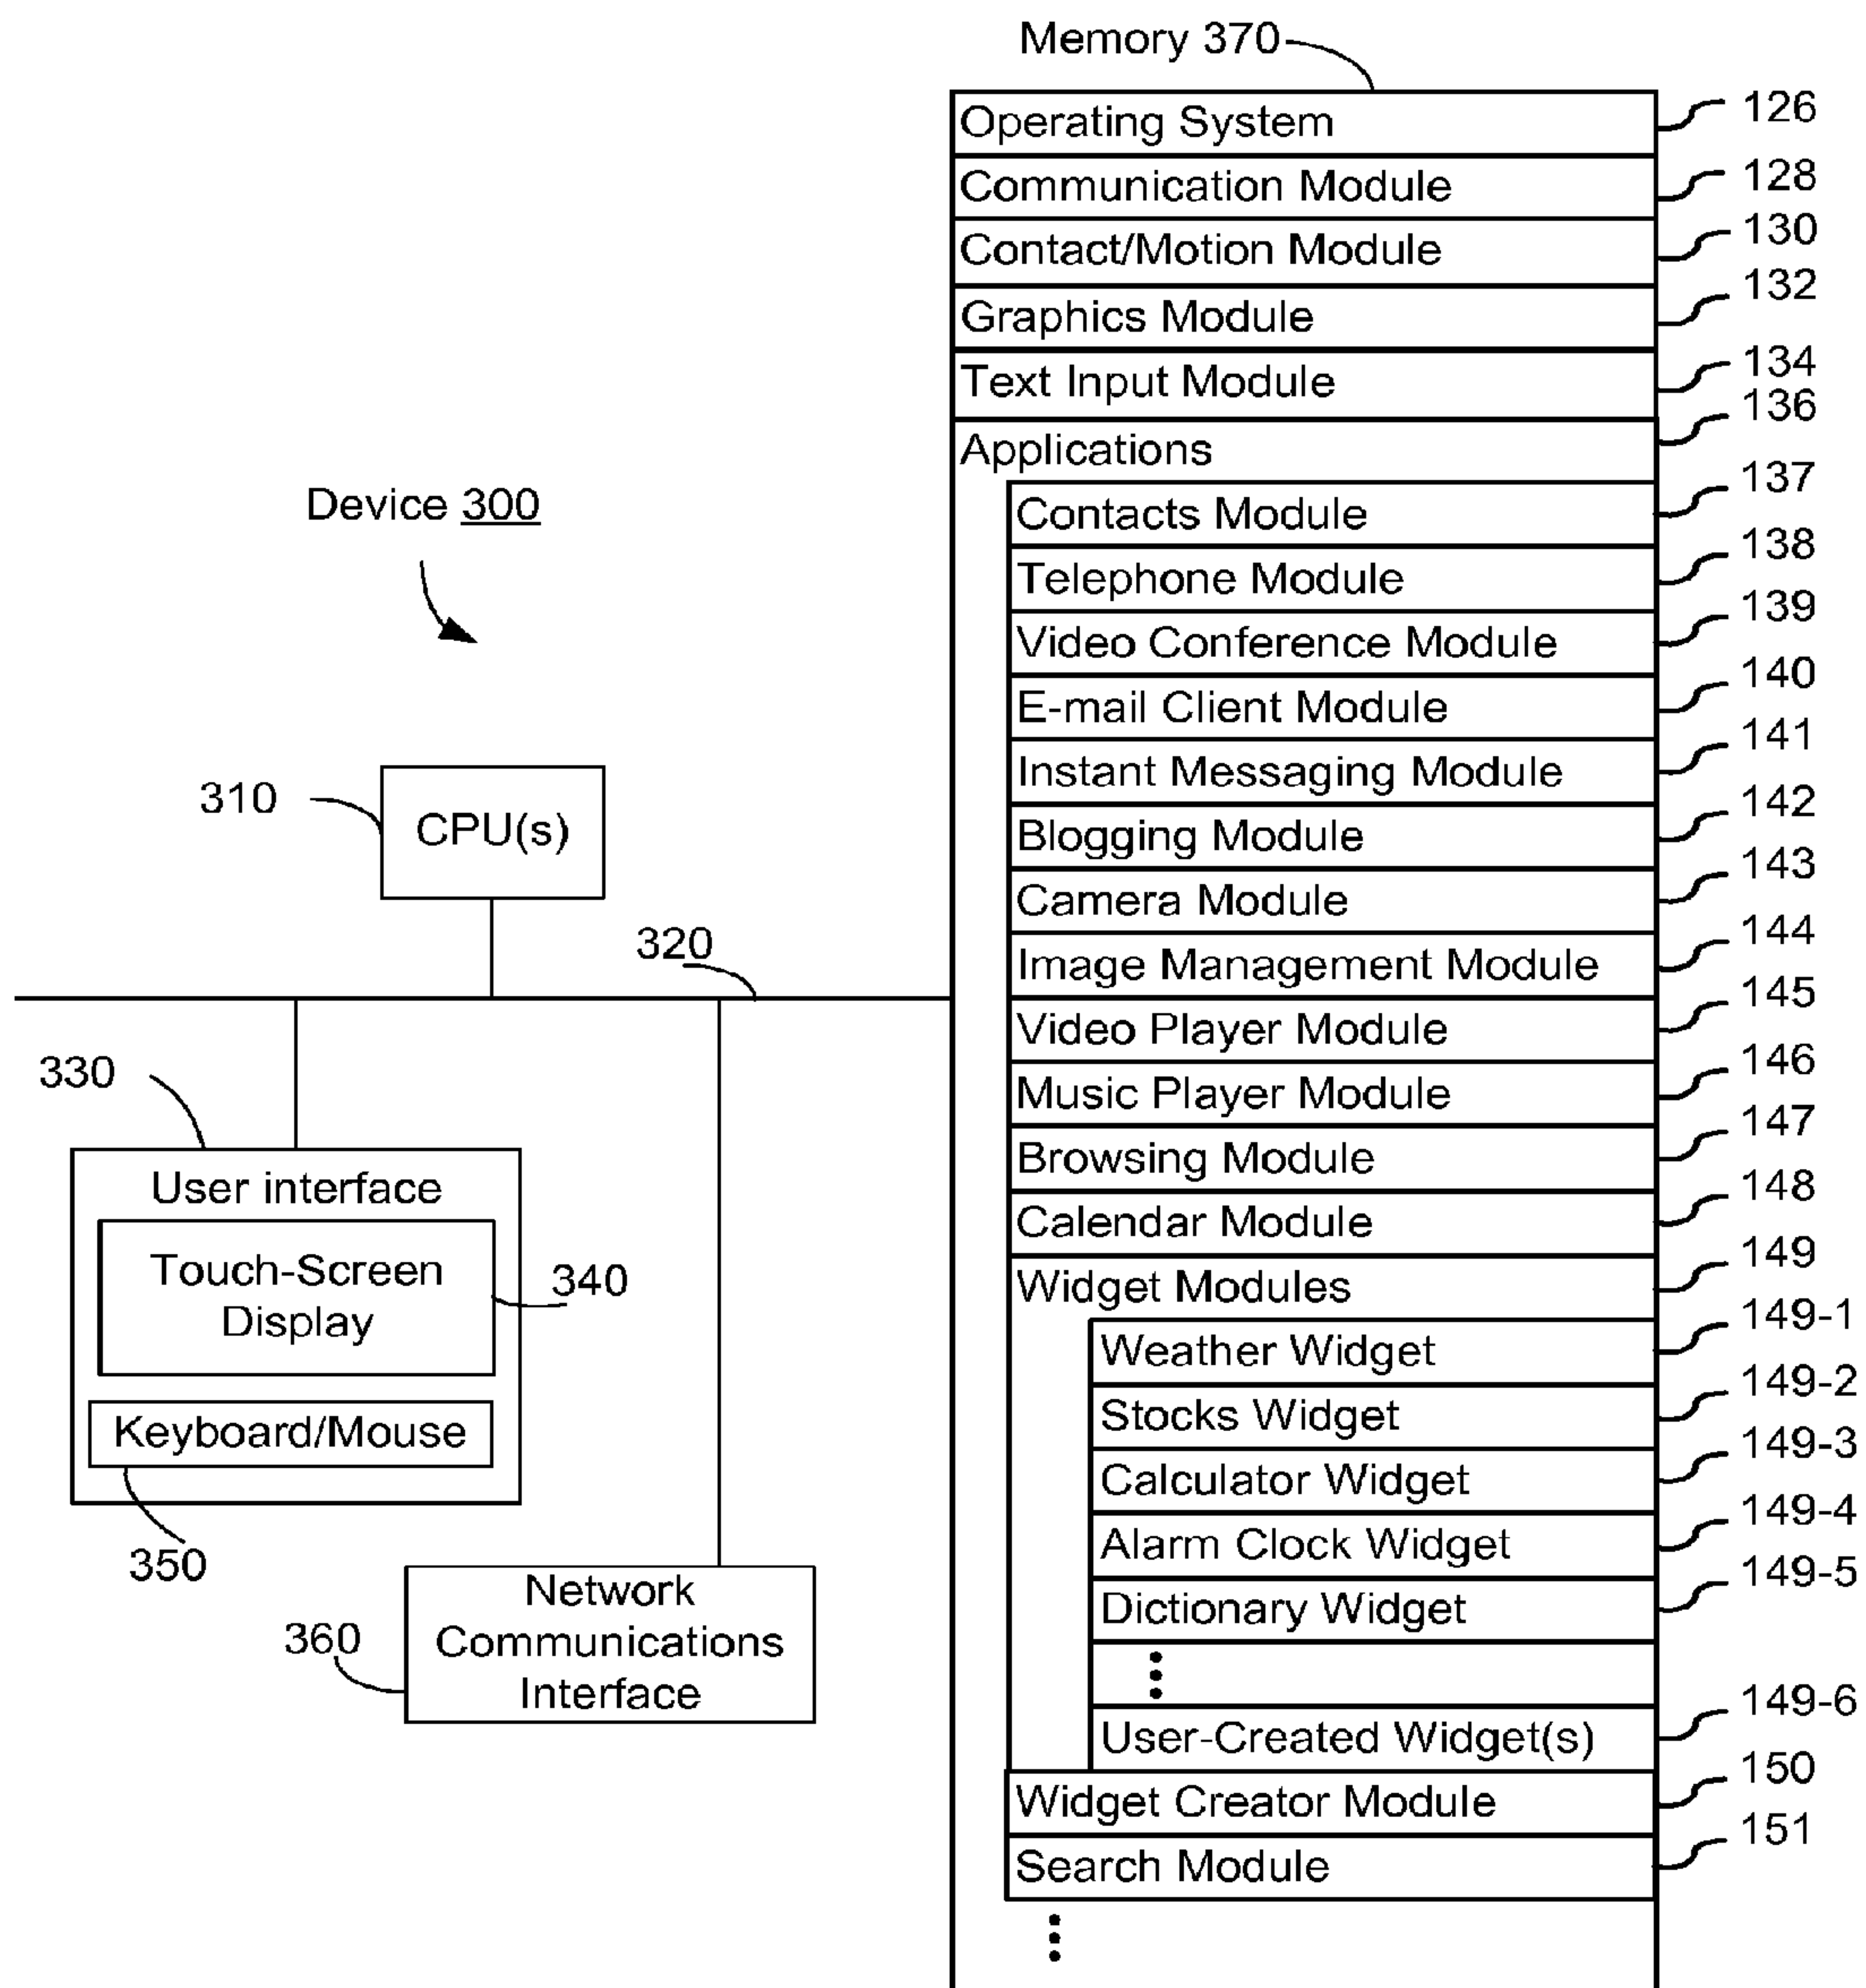 Memory 370
Operating System 126
Communication Module 128
Contact/Motion Module 130
Graphics Module 132
Text Input Module 134
Applications 136
Contacts Module 137
Telephone Module 138
Video Conference Module 139
E-mail Client Module 140
Instant Messaging Module 141
Blogging Module 142
Camera Module 143
Image Management Module 144
Video Player Module 145
Music Player Module 146
Browsing Module 147
Calendar Module 148
Widget Modules 149
Weather Widget 149-1
Stocks Widget 149-2
Calculator Widget 149-3
Alarm Clock Widget 149-4
Dictionary Widget 149-5
User-Created Widget(s) 149-6
Widget Creator Module 150
Search Module 151
Device 300
310
CPU(s)
320
330
User interface
Touch-Screen
Display
340
Keyboard/Mouse
350
Network
Communications
Interface
360